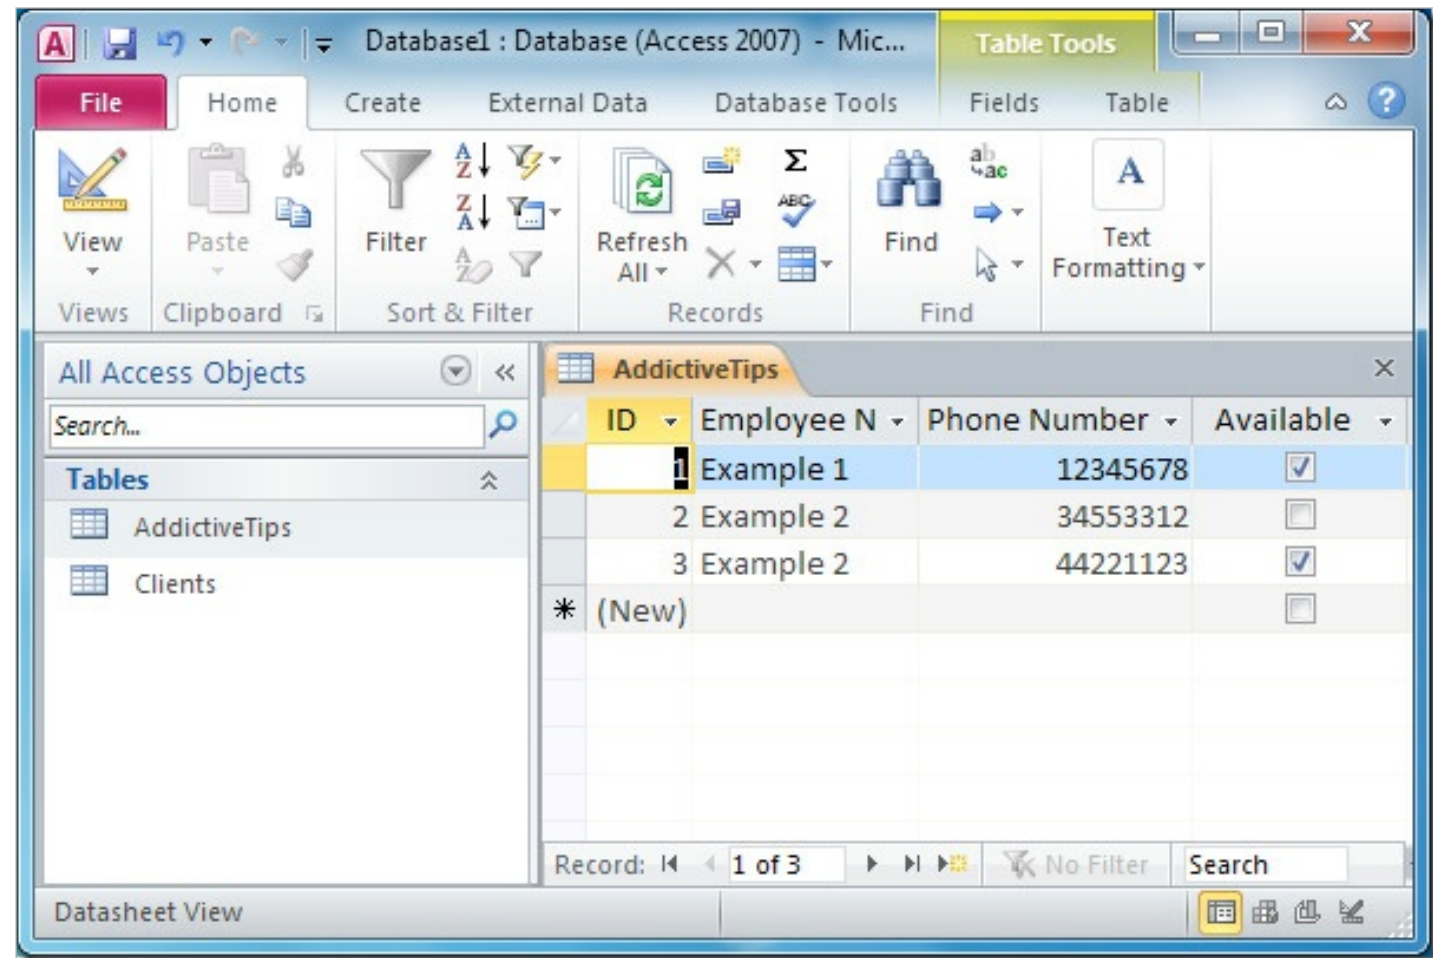 Database1 : Database (Access 2007) - Mic...
Table Tools
File Home Create External Data Database Tools Fields Table
View Paste Filter Refresh All Find Text Formatting
Views Clipboard Sort & Filter Records Find
All Access Objects
Search...
Tables
AddictiveTips
Clients
AddictiveTips
ID Employee N Phone Number Available
1 Example 1 12345678
2 Example 2 34553312
3 Example 2 44221123
(New)
Record: 1 of 3 No Filter Search
Datasheet View